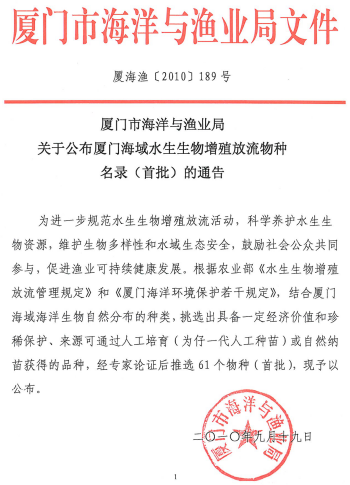 厦门市海洋与渔业局文件
厦海渔〔2010〕189号
厦门市海洋与渔业局
关于公布厦门海域水生生物增殖放流物种
名录（首批）的通告
为进一步规范水生生物增殖放流活动，科学养护水生生
物资源，维护生物多样性和水域生态安全，鼓励社会公众共同
参与，促进渔业可持续健康发展。根据农业部《水生生物增殖
放流管理规定》和《厦门海洋环境保护若干规定》，结合厦门
海域海洋生物自然分布的种类，挑选出具备一定经济价值和珍
稀保护、来源可通过人工培育（为仔一代人工种苗）或自然纳
苗获得的品种，经专家论证后推选61个物种（首批），现予以
公布。
二〇一〇年九月十九日
厦门市海洋与渔业局
1